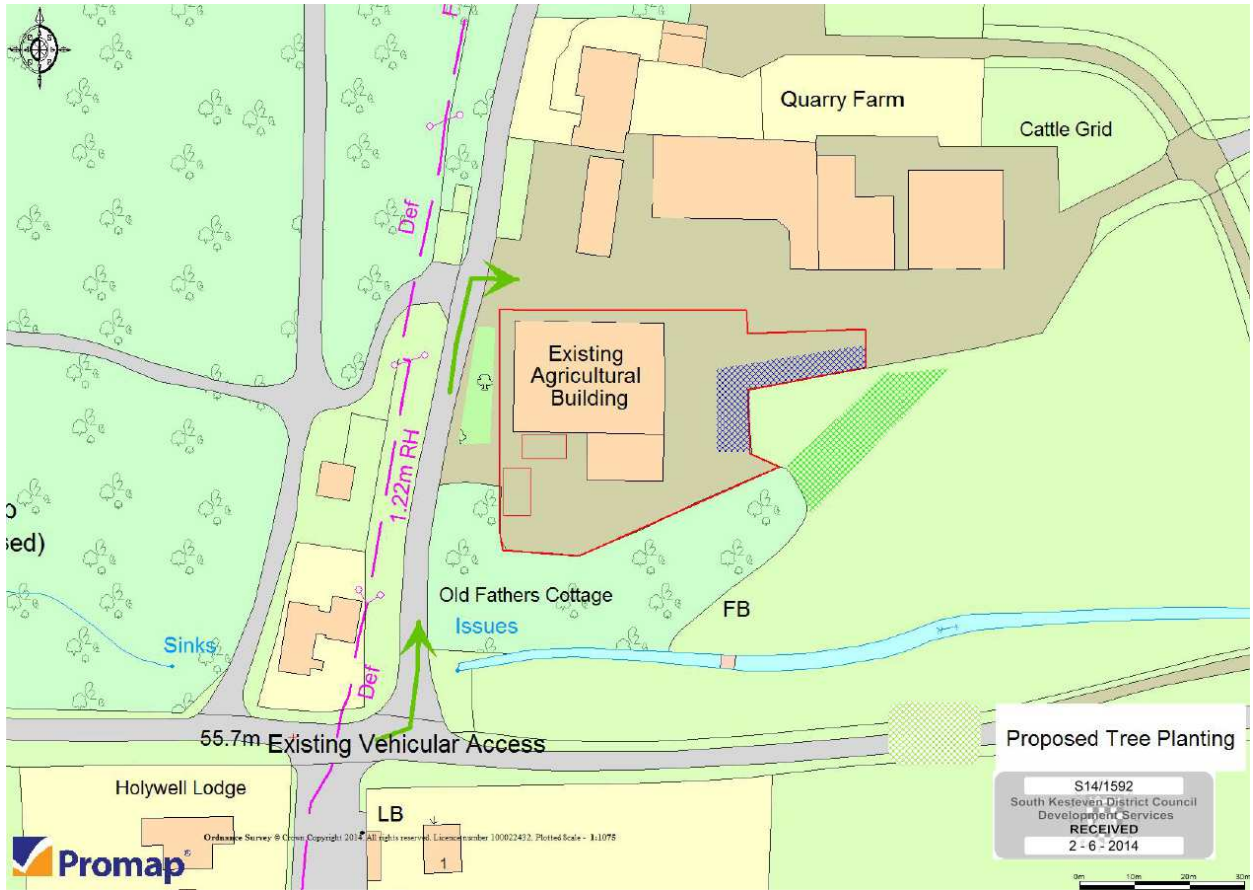 Quarry Farm
Cattle Grid
Def
Existing
Agricultural
Building
1.22m RH
sed)
Old Fathers Cottage
FB
Issues
Sinks
Def
55.7m
Existing Vehicular Access
Proposed Tree Planting
Holywell Lodge
LB
1
S14/1592
South Kesteven District Council
Development Services
RECEIVED
2 - 6 - 2014
Ordnance Survey © Crown Copyright 2014. All rights reserved. Licence number 100022432. Plotted Scale - 1:1075
Promap
0m 10m 20m 30m